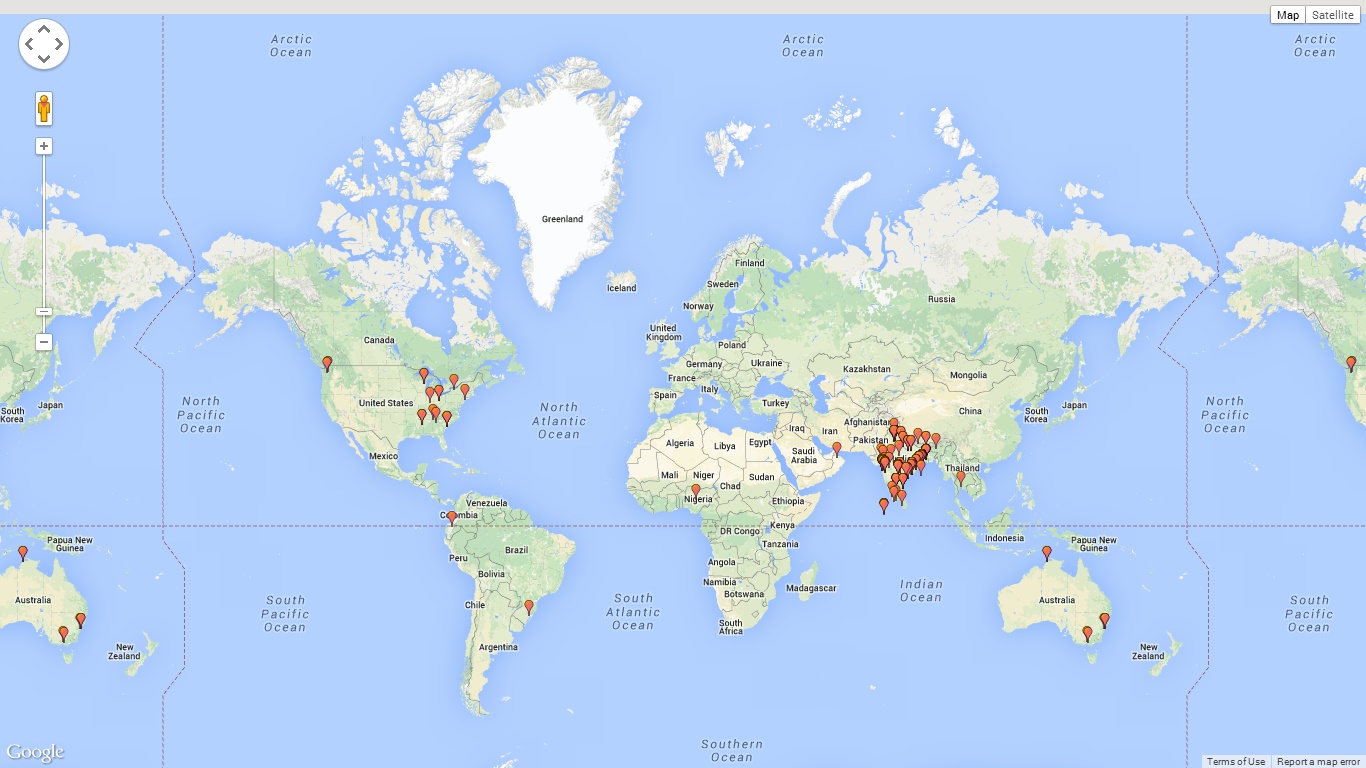 Map
Satellite
Arctic
Ocean
Arctic
Ocean
Arctic
Ocean
Greenland
Finland
Iceland
Sweden
Norway
Russia
United
Kingdom
Canada
Poland
Germany
Ukraine
Kazakhstan
Mongolia
France
Italy
Spain
Turkey
United States
North
Pacific
Ocean
North
Atlantic
Ocean
North
Pacific
Ocean
South
Korea
Japan
China
South
Korea
Japan
Afghanistan
Iraq
Iran
Pakistan
Algeria
Libya
Egypt
Saudi
Arabia
Mexico
Mali
Niger
Chad
Sudan
Thailand
Nigeria
Ethiopia
Venezuela
Colombia
Kenya
DR Congo
Tanzania
Indonesia
Papua New
Guinea
Papua New
Guinea
Peru
Brazil
Bolivia
Angola
Namibia
Botswana
Madagascar
Indian
Ocean
Australia
Australia
South
Pacific
Ocean
Chile
South
Atlantic
Ocean
South
Africa
South
Pacific
Ocean
Argentina
New
Zealand
New
Zealand
Southern
Ocean
Google
Terms of Use
Report a map error